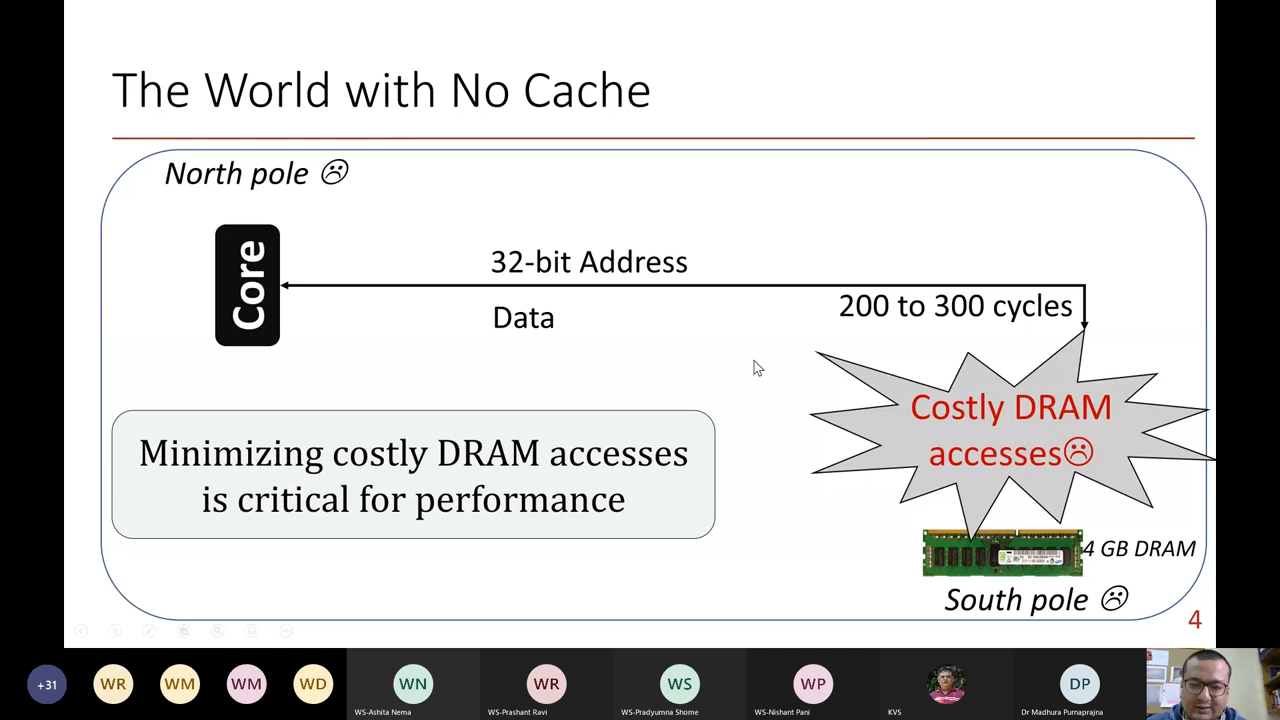 The World with No Cache
North pole ☹
Core
32-bit Address
Data
200 to 300 cycles
Costly DRAM
accesses☹
Minimizing costly DRAM accesses
is critical for performance
4 GB DRAM
South pole ☹
4
+31
WR
WM
WM
WD
WN
WR
WS
WP
DP
WS-Ashita Nema
WS-Prashant Ravi
WS-Pradyumna Shome
WS-Nishant Pani
KVS
Dr Madhura Purnaprajna